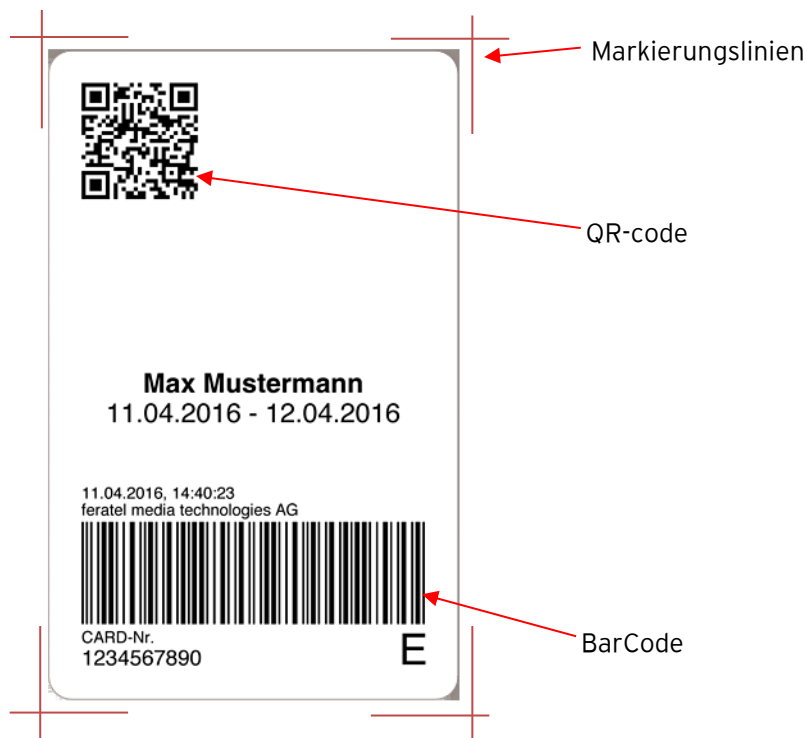 Markierungslinien
QR-code
Max Mustermann
11.04.2016 - 12.04.2016
11.04.2016, 14:40:23
feratel media technologies AG
BarCode
CARD-Nr.
1234567890
E